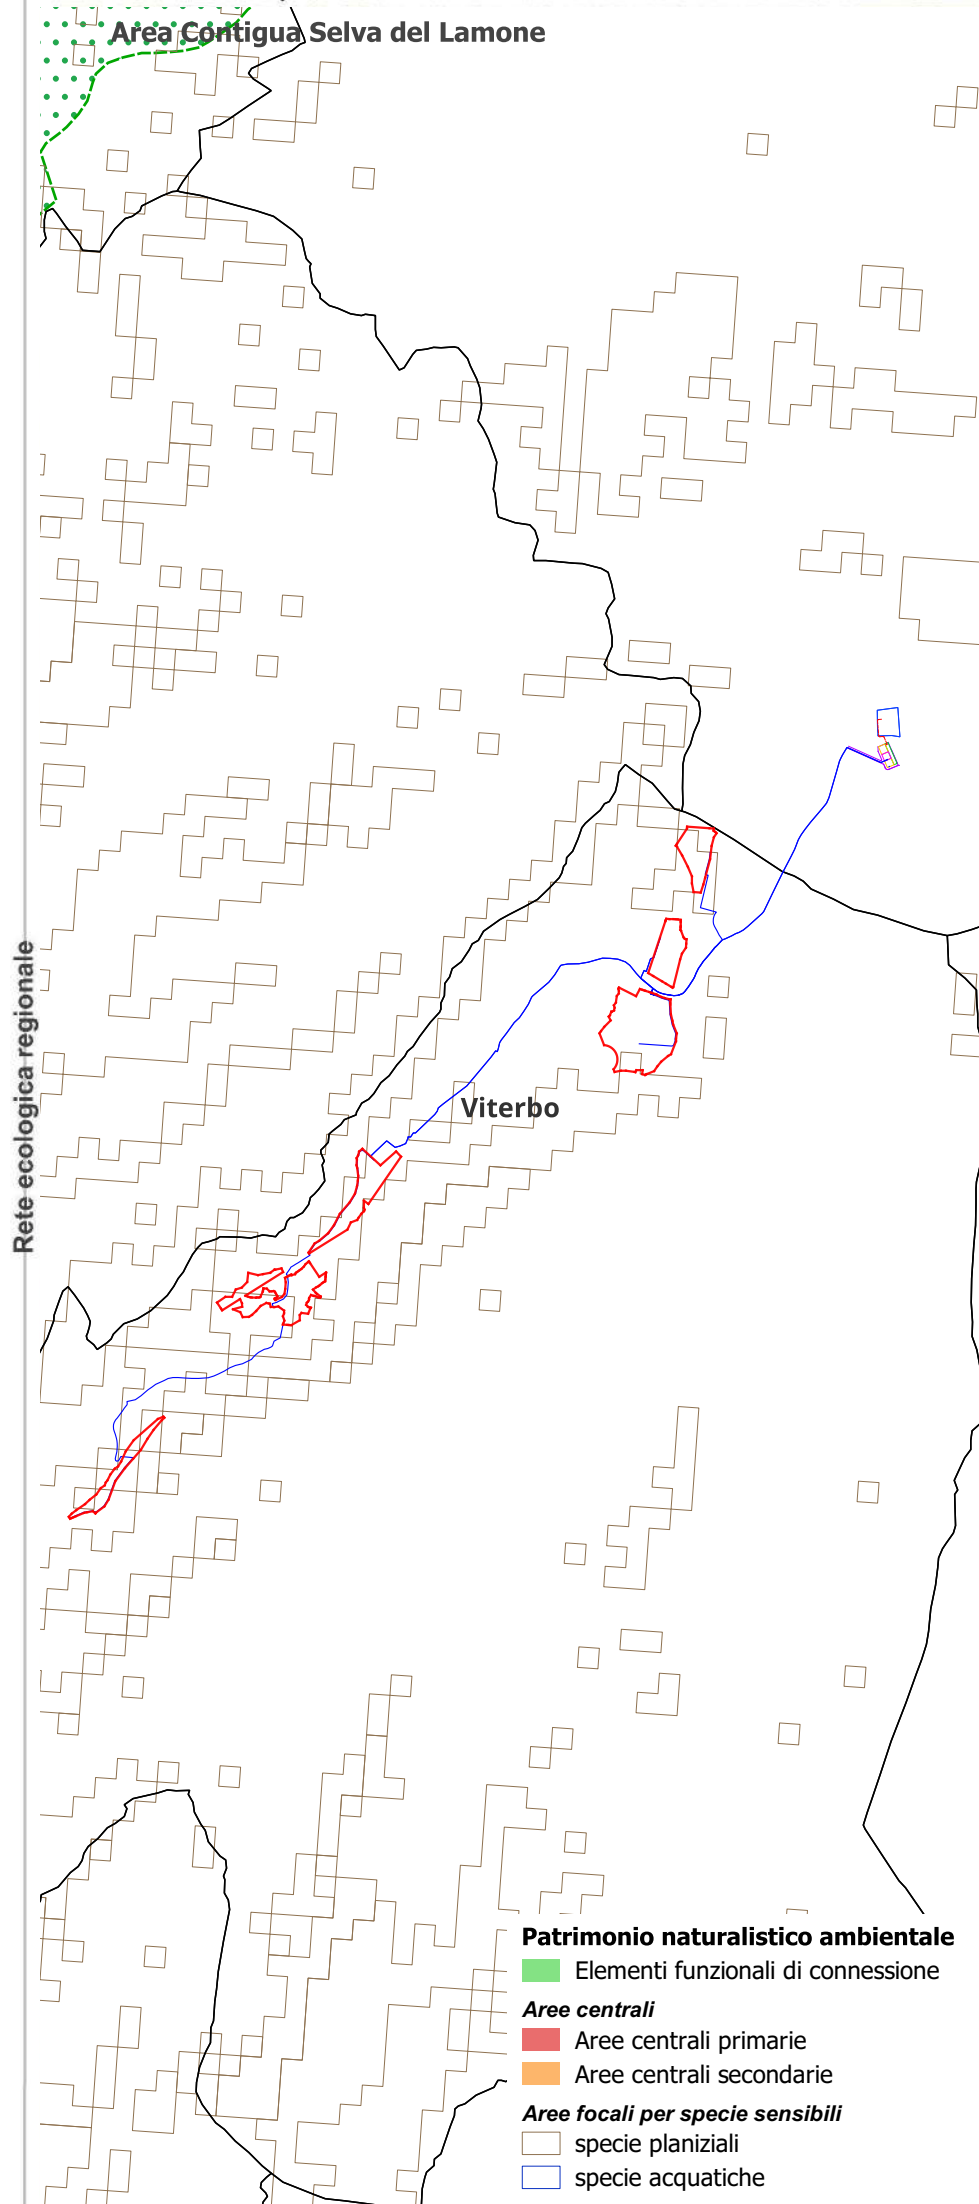 Area Contigua Selva del Lamone
Rete ecologica regionale
Viterbo
Patrimonio naturalistico ambientale
Elementi funzionali di connessione
Aree centrali
Aree centrali primarie
Aree centrali secondarie
Aree focali per specie sensibili
specie planiziali
specie acquatiche